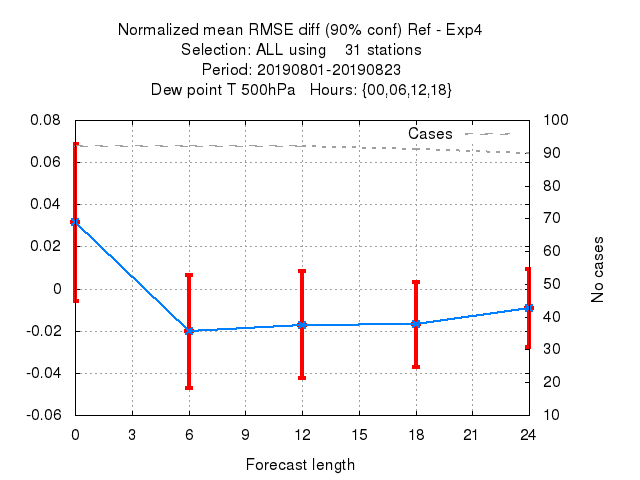 Normalized mean RMSE diff (90% conf) Ref - Exp4
Selection: ALL using    31 stations
Period: 20190801-20190823
Dew point T 500hPa   Hours: {00,06,12,18}
Cases
0.08
0.06
0.04
0.02
0
-0.02
-0.04
-0.06
100
90
80
70
60
50
40
30
20
10
No cases
0 3 6 9 12 15 18 21 24
Forecast length